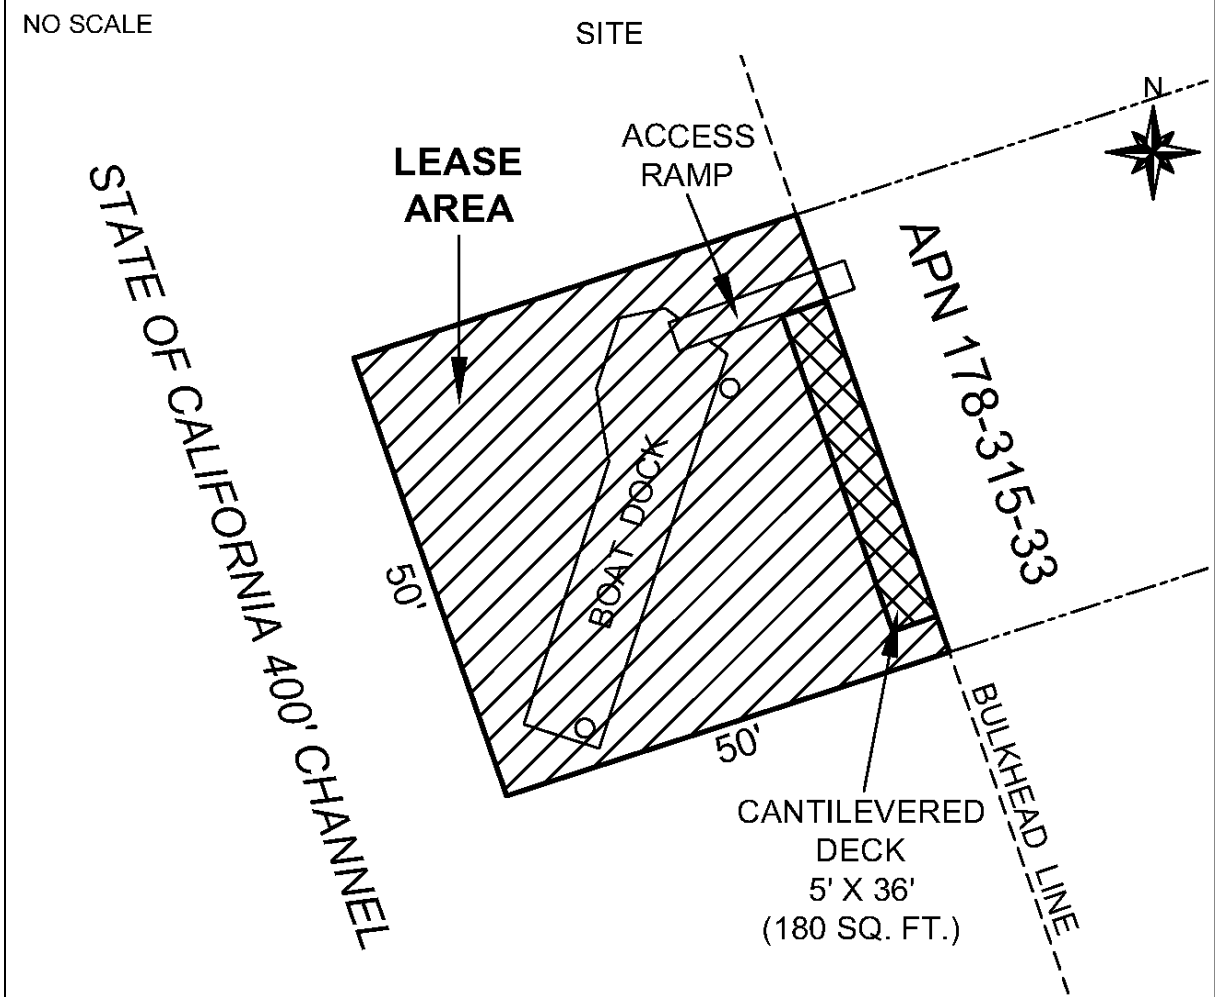 NO SCALE
SITE
N
ACCESS
RAMP
LEASE
AREA
STATE OF CALIFORNIA 400' CHANNEL
APN 178-315-33
BOAT DOCK
50'
50'
BULKHEAD LINE
CANTILEVERED
DECK
5' X 36'
(180 SQ. FT.)